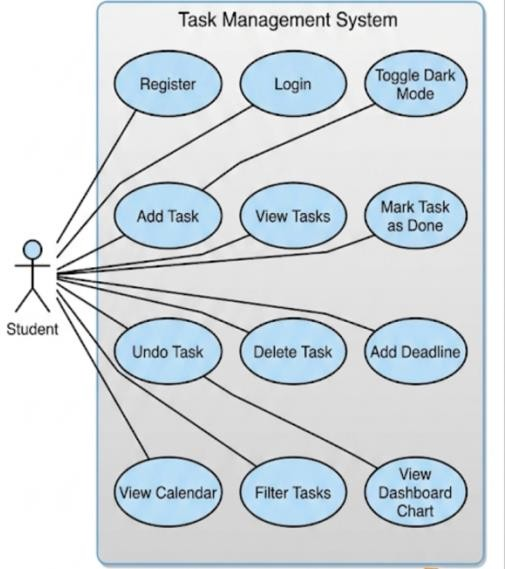 Task Management System
Register
Login
Toggle Dark
Mode
Add Task
View Tasks
Mark Task
as Done
Student
Undo Task
Delete Task
Add Deadline
View Calendar
Filter Tasks
View
Dashboard
Chart